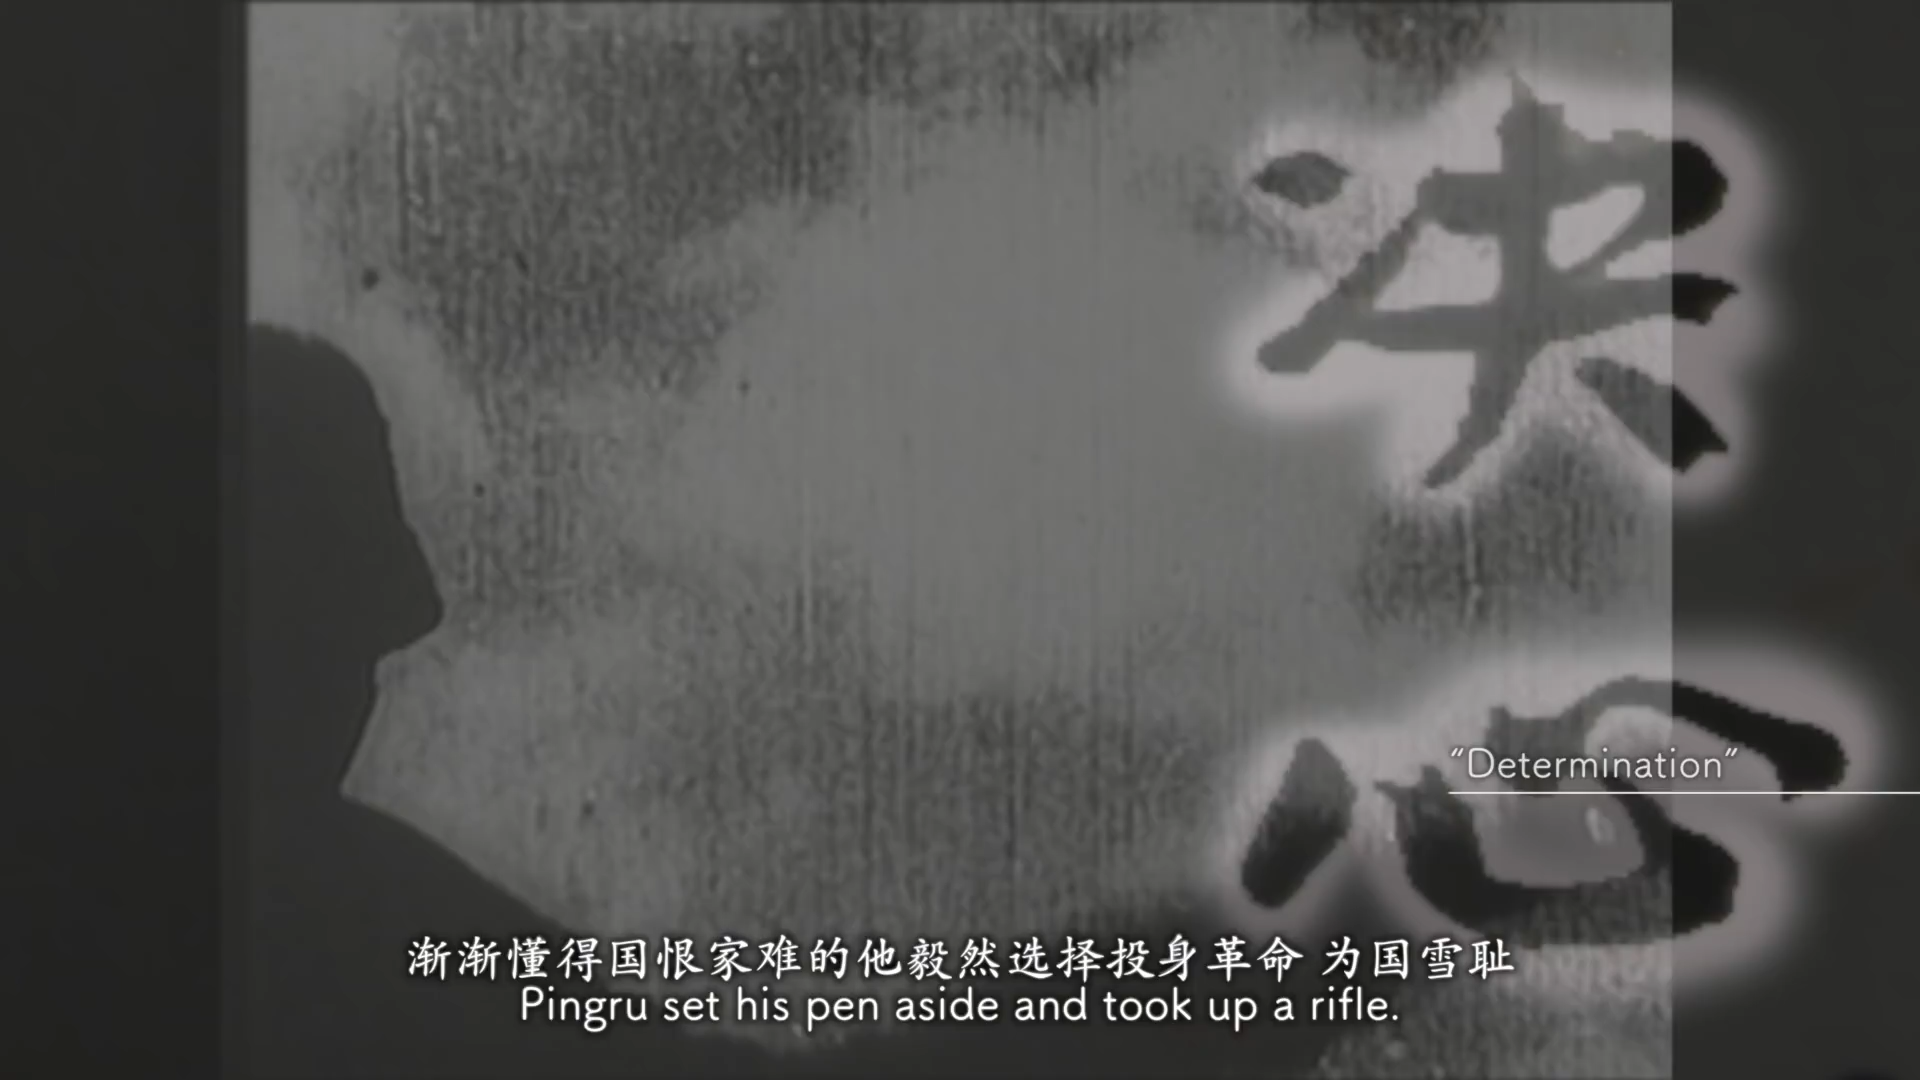 决心
“Determination”
渐渐懂得国恨家难的他毅然选择投身革命 为国雪耻
Pingru set his pen aside and took up a rifle.